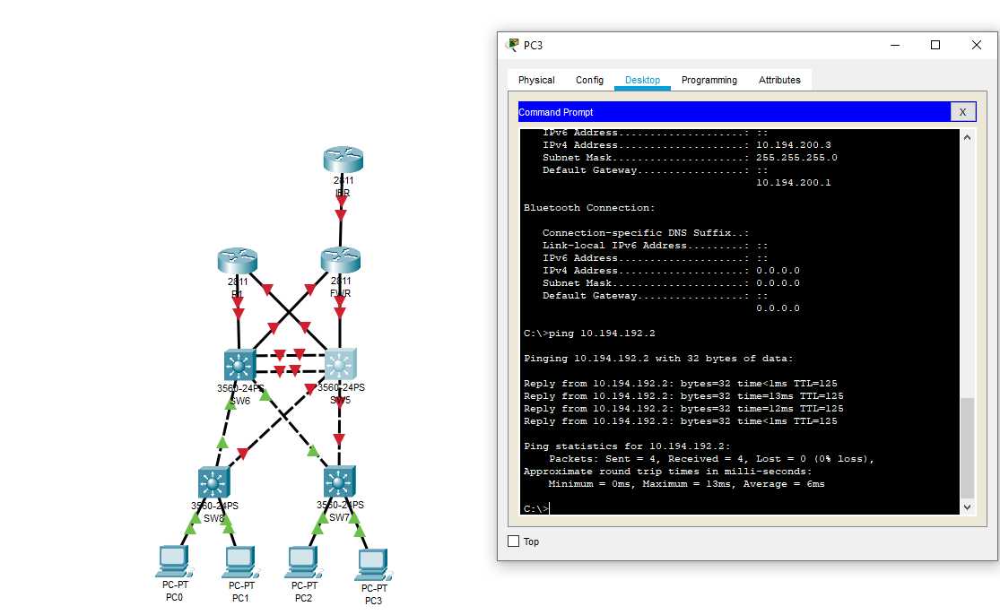 2811
IBR
2811
R1
2811
FWR
3560-24PS
SW6
3560-24PS
SW5
3560-24PS
SW8
3560-24PS
SW7
PC-PT
PC0
PC-PT
PC1
PC-PT
PC2
PC-PT
PC3
PC3
Physical Config Desktop Programming Attributes
Command Prompt X
IPv6 Address....................: ::
IPv4 Address....................: 10.194.200.3
Subnet Mask.....................: 255.255.255.0
Default Gateway.................: ::
10.194.200.1
Bluetooth Connection:
Connection-specific DNS Suffix..:
Link-local IPv6 Address.........: ::
IPv6 Address....................: ::
IPv4 Address....................: 0.0.0.0
Subnet Mask.....................: 0.0.0.0
Default Gateway.................: ::
0.0.0.0
C:\>ping 10.194.192.2
Pinging 10.194.192.2 with 32 bytes of data:
Reply from 10.194.192.2: bytes=32 time<1ms TTL=125
Reply from 10.194.192.2: bytes=32 time=13ms TTL=125
Reply from 10.194.192.2: bytes=32 time=12ms TTL=125
Reply from 10.194.192.2: bytes=32 time<1ms TTL=125
Ping statistics for 10.194.192.2:
Packets: Sent = 4, Received = 4, Lost = 0 (0% loss),
Approximate round trip times in milli-seconds:
Minimum = 0ms, Maximum = 13ms, Average = 6ms
C:\>
Top